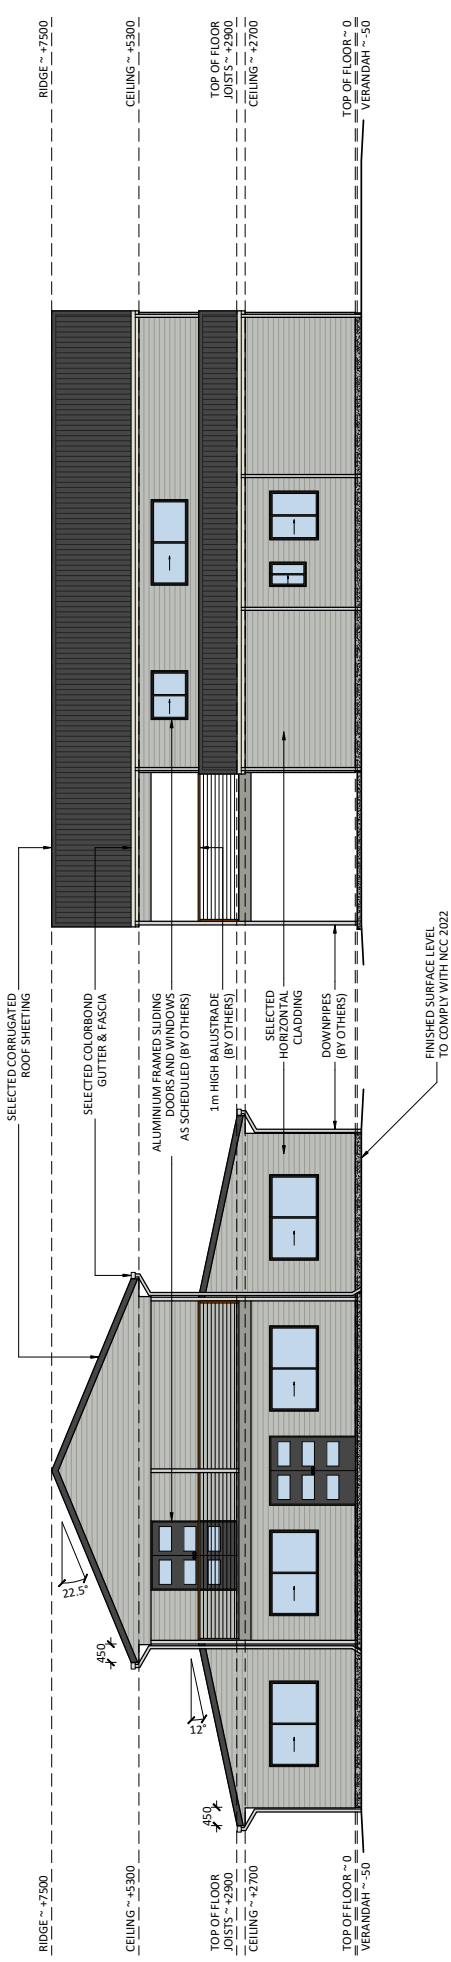 RIDGE ~ +7500
CEILING ~ +5300
TOP OF FLOOR
JOISTS ~ +2900
CEILING ~ +2700
TOP OF FLOOR ~ 0
VERANDAH ~ -50
450
12°
450
22.5°
SELECTED CORRUGATED
ROOF SHEETING
SELECTED COLORBOND
GUTTER & FASCIA
ALUMINIUM FRAMED SLIDING
DOORS AND WINDOWS
AS SCHEDULED (BY OTHERS)
1m HIGH BALUSTRADE
(BY OTHERS)
SELECTED
HORIZONTAL
CLADDING
DOWNPIPES
(BY OTHERS)
FINISHED SURFACE LEVEL
TO COMPLY WITH NCC 2022
RIDGE ~ +7500
CEILING ~ +5300
TOP OF FLOOR
JOISTS ~ +2900
CEILING ~ +2700
TOP OF FLOOR ~ 0
VERANDAH ~ -50